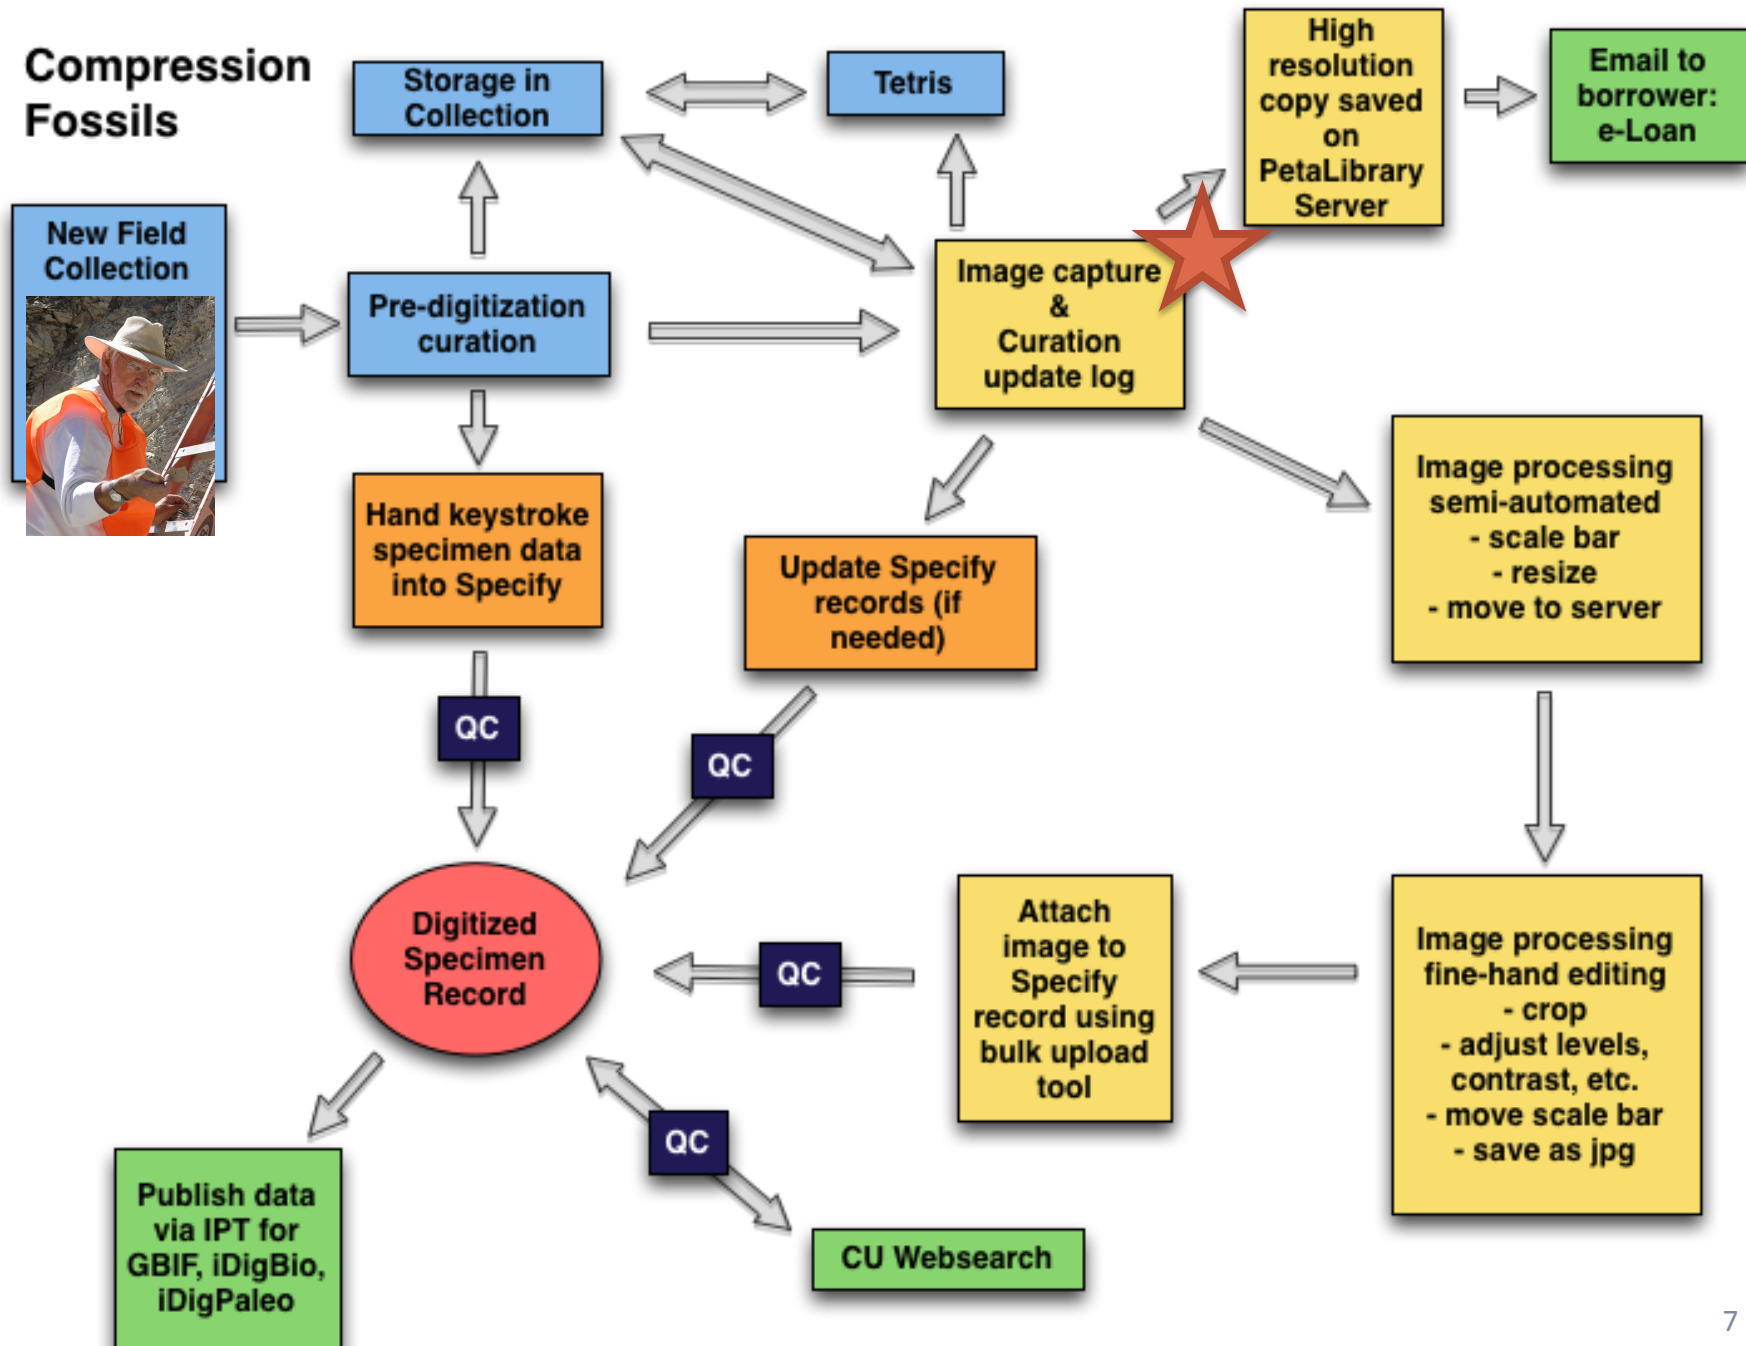 Compression
Fossils
Storage in
Collection
Tetris
High
resolution
copy saved
on
PetaLibrary
Server
Email to
borrower:
e-Loan
New Field
Collection
Pre-digitization
curation
Image capture
&
Curation
update log
Hand keystroke
specimen data
into Specify
Update Specify
records (if
needed)
Image processing
semi-automated
- scale bar
- resize
- move to server
QC
QC
Digitized
Specimen
Record
QC
Attach
image to
Specify
record using
bulk upload
tool
Image processing
fine-hand editing
- crop
- adjust levels,
contrast, etc.
- move scale bar
- save as jpg
QC
Publish data
via IPT for
GBIF, iDigBio,
iDigPaleo
CU Websearch
7